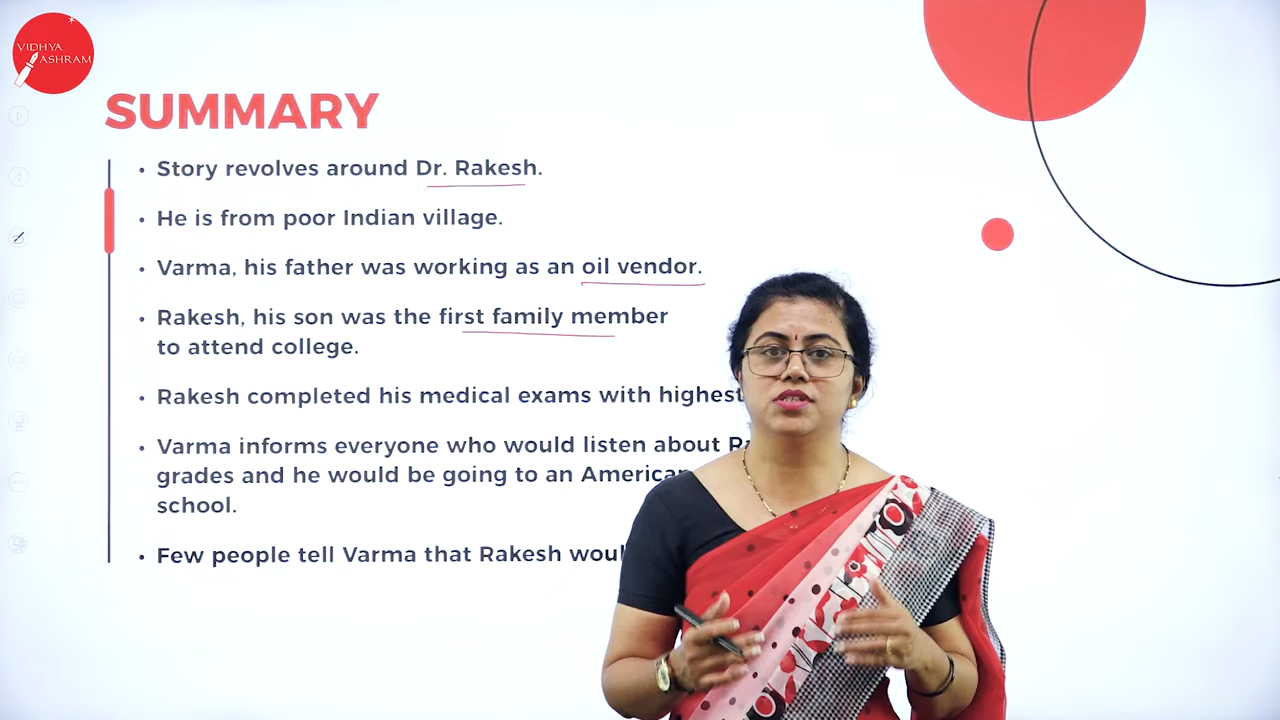 VIDHYA
ASHRAM
SUMMARY
• Story revolves around Dr. Rakesh.
• He is from poor Indian village.
• Varma, his father was working as an oil vendor.
• Rakesh, his son was the first family member
to attend college.
• Rakesh completed his medical exams with highest
• Varma informs everyone who would listen about
grades and he would be going to an American
school.
• Few people tell Varma that Rakesh